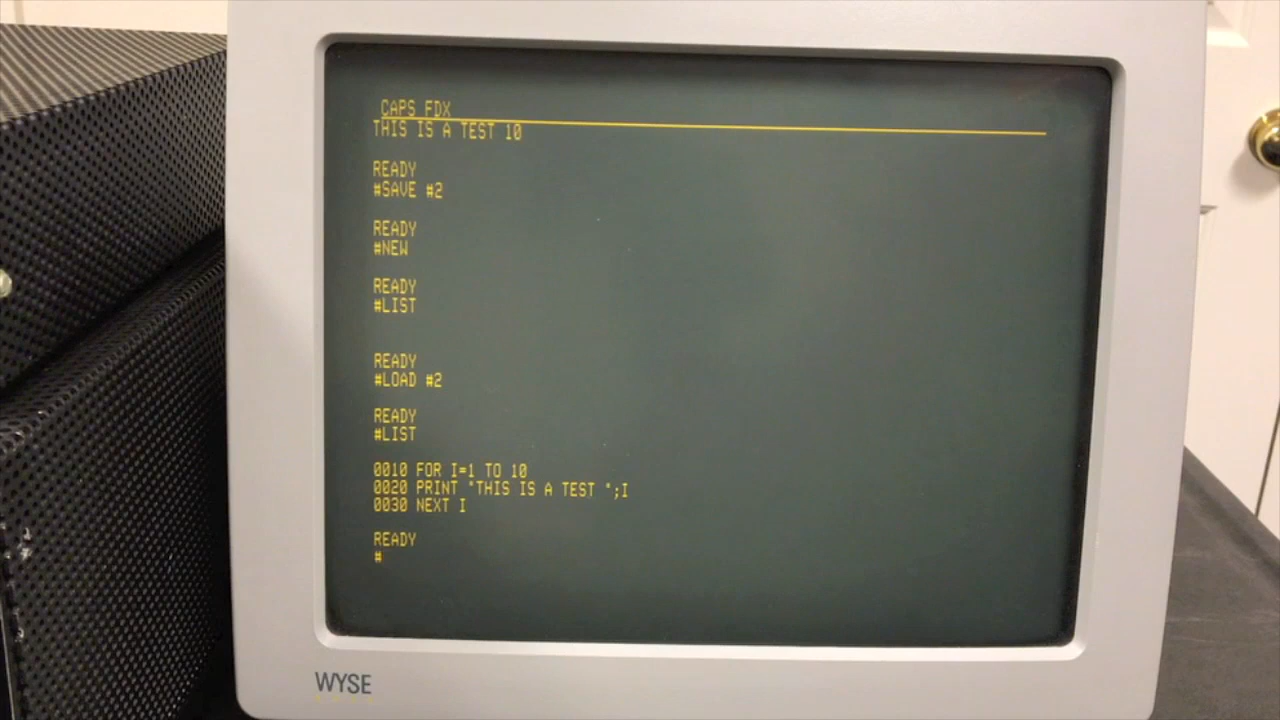 CAPS FDX
THIS IS A TEST 10
READY
#SAVE #2
READY
#NEW
READY
#LIST
READY
#LOAD #2
READY
#LIST
0010 FOR I=1 TO 10
0020 PRINT "THIS IS A TEST ";I
0030 NEXT I
READY
#
WYSE